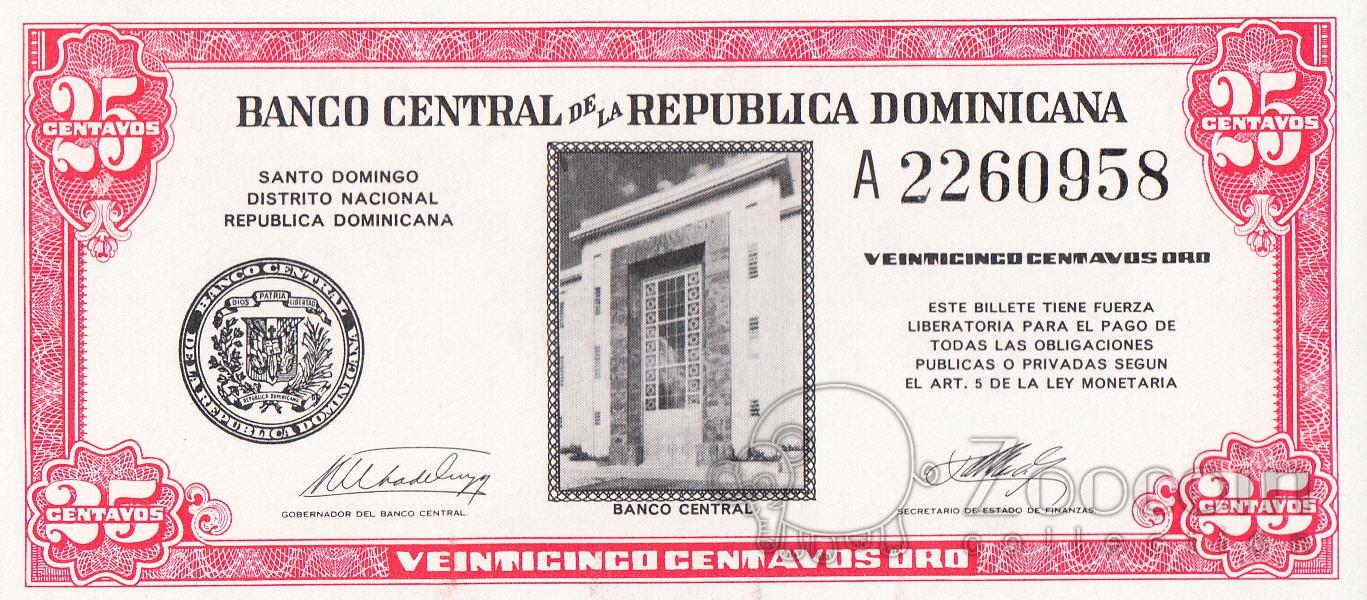 25
CENTAVOS
25
CENTAVOS
BANCO CENTRAL DE LA REPUBLICA DOMINICANA
SANTO DOMINGO
DISTRITO NACIONAL
REPUBLICA DOMINICANA
A 2260958
VEINTICINCO CENTAVOS ORO
ESTE BILLETE TIENE FUERZA
LIBERATORIA PARA EL PAGO DE
TODAS LAS OBLIGACIONES
PUBLICAS O PRIVADAS SEGUN
EL ART. 5 DE LA LEY MONETARIA
BANCO CENTRAL
DE LA REPUBLICA DOMINICANA
DIOS PATRIA LIBERTAD
REPUBLICA DOMINICANA
GOBERNADOR DEL BANCO CENTRAL.
BANCO CENTRAL
SECRETARIO DE ESTADO DE FINANZAS.
25
CENTAVOS
25
CENTAVOS
VEINTICINCO CENTAVOS ORO